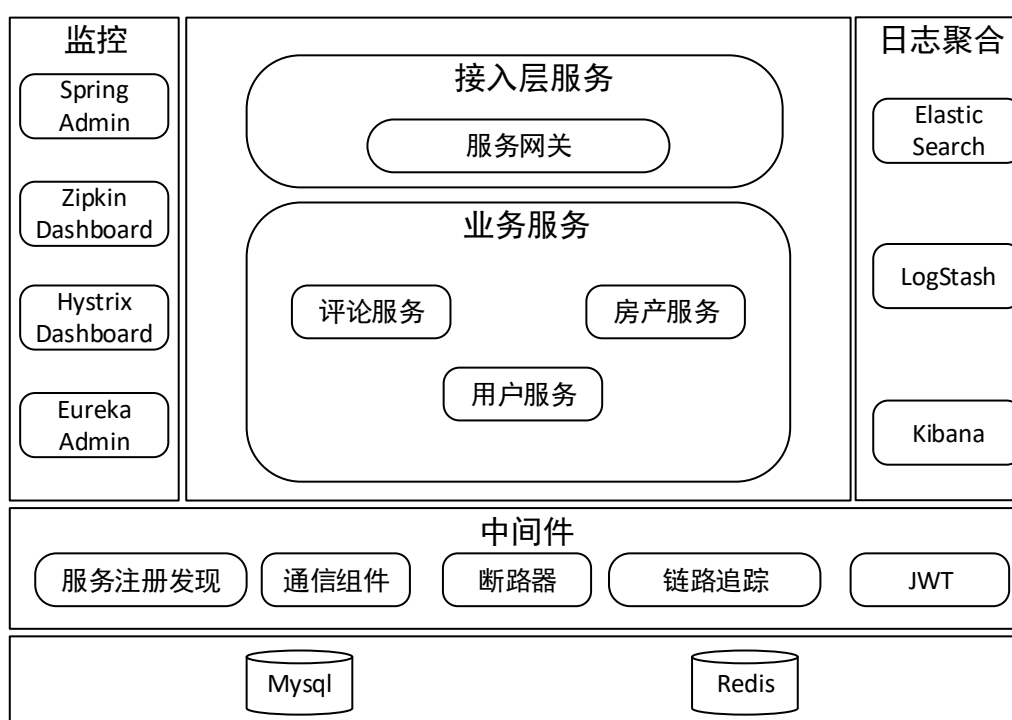 监控
Spring
Admin
Zipkin
Dashboard
Hystrix
Dashboard
Eureka
Admin
接入层服务
服务网关
业务服务
评论服务
房产服务
用户服务
日志聚合
Elastic
Search
LogStash
Kibana
中间件
服务注册发现
通信组件
断路器
链路追踪
JWT
Mysql
Redis